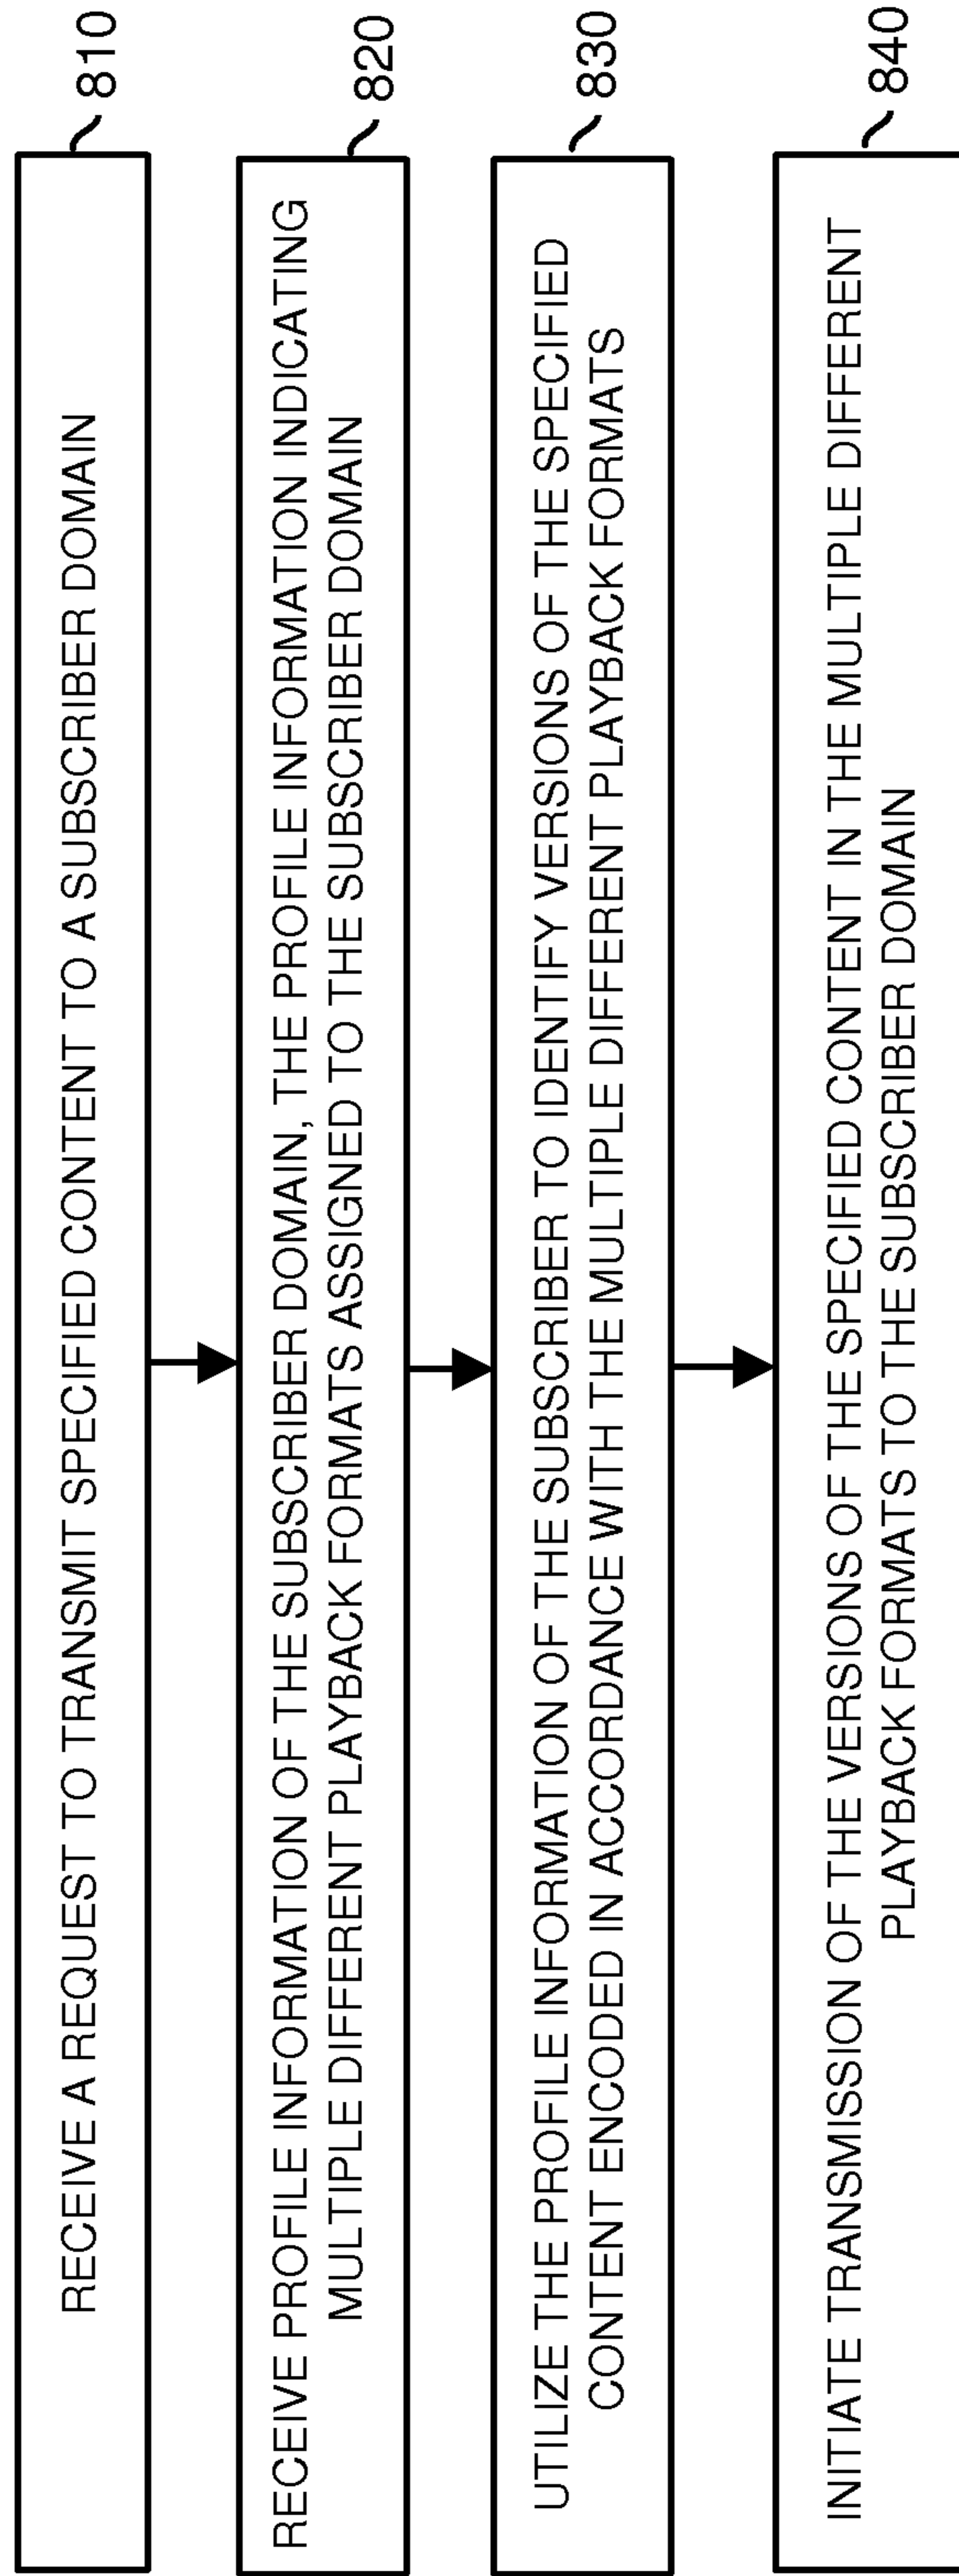 RECEIVE A REQUEST TO TRANSMIT SPECIFIED CONTENT TO A SUBSCRIBER DOMAIN
810
RECEIVE PROFILE INFORMATION OF THE SUBSCRIBER DOMAIN, THE PROFILE INFORMATION INDICATING
MULTIPLE DIFFERENT PLAYBACK FORMATS ASSIGNED TO THE SUBSCRIBER DOMAIN
820
UTILIZE THE PROFILE INFORMATION OF THE SUBSCRIBER TO IDENTIFY VERSIONS OF THE SPECIFIED
CONTENT ENCODED IN ACCORDANCE WITH THE MULTIPLE DIFFERENT PLAYBACK FORMATS
830
INITIATE TRANSMISSION OF THE VERSIONS OF THE SPECIFIED CONTENT IN THE MULTIPLE DIFFERENT
PLAYBACK FORMATS TO THE SUBSCRIBER DOMAIN
840